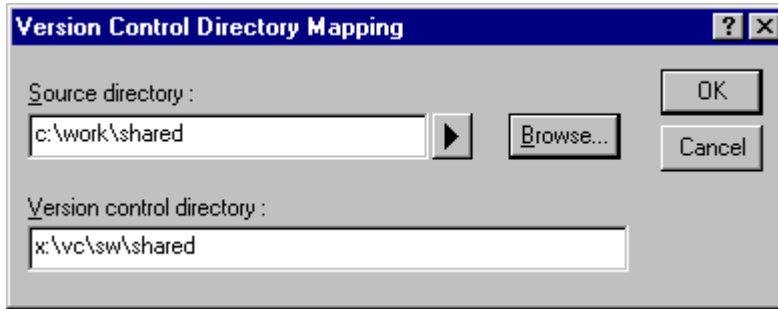 Version Control Directory Mapping
Source directory :
OK
c:\work\shared
Browse...
Cancel
Version control directory :
x:\vc\sw\shared